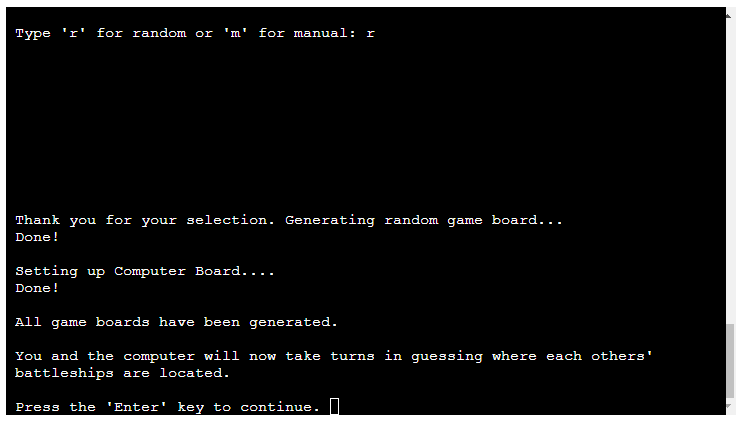 Type 'r' for random or 'm' for manual: r
Thank you for your selection. Generating random game board...
Done!
Setting up Computer Board....
Done!
All game boards have been generated.
You and the computer will now take turns in guessing where each others'
battleships are located.
Press the 'Enter' key to continue.